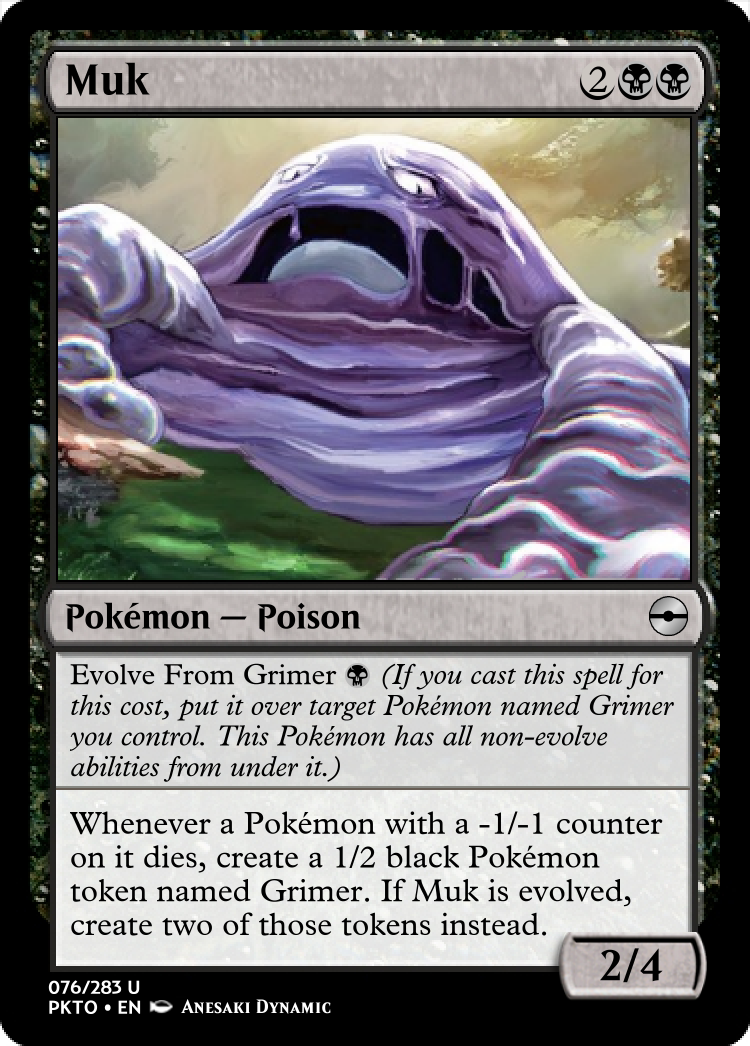 Muk 2
Pokémon — Poison
Evolve From Grimer (If you cast this spell for
this cost, put it over target Pokémon named Grimer
you control. This Pokémon has all non-evolve
abilities from under it.)
Whenever a Pokémon with a -1/-1 counter
on it dies, create a 1/2 black Pokémon
token named Grimer. If Muk is evolved,
create two of those tokens instead.
2/4
076/283 U
PKTO • EN Anesaki Dynamic